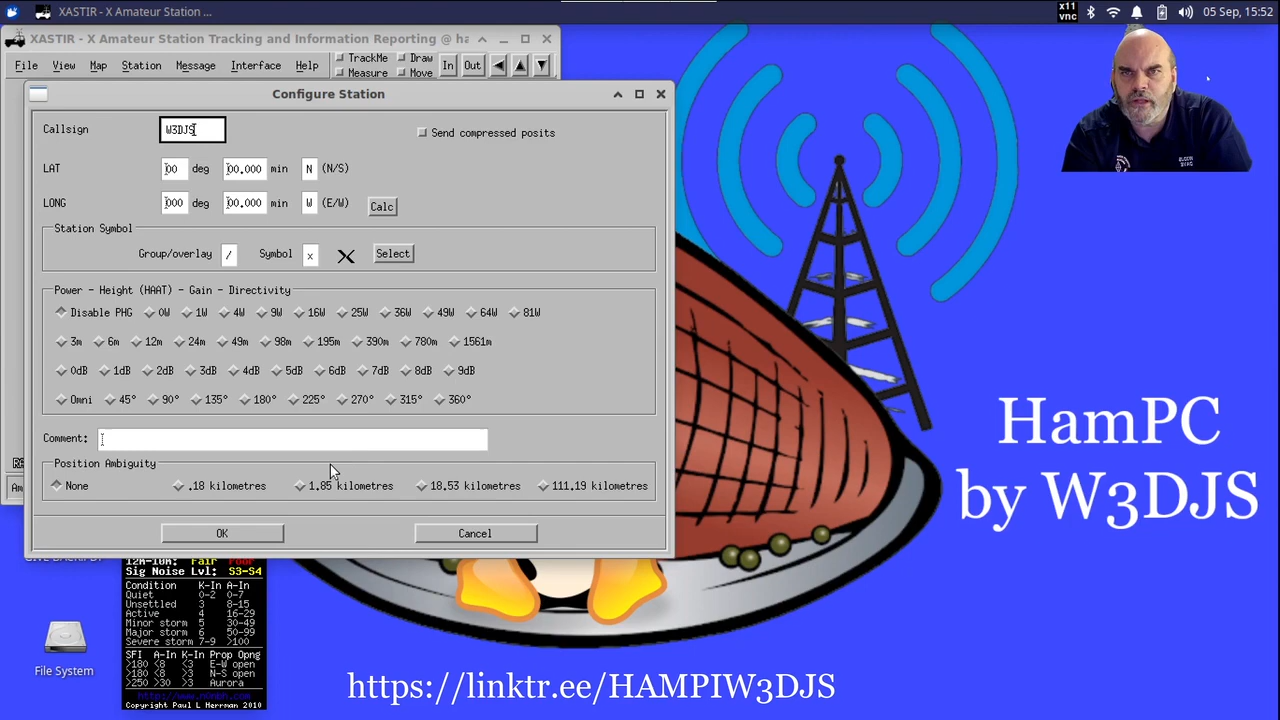 XASTIR - X Amateur Station ...
x11
vnc
05 Sep, 15:52
XASTIR - X Amateur Station Tracking and Information Reporting @ ha
File View Map Station Message Interface Help
TrackMe Draw
Measure Move
In Out
Configure Station
Callsign W3DJS
Send compressed posits
LAT 00 deg 00.000 min N (N/S)
LONG 000 deg 00.000 min W (E/W) Calc
Station Symbol
Group/overlay / Symbol x Select
Power - Height (HAAT) - Gain - Directivity
Disable PHG 0W 1W 4W 9W 16W 25W 36W 49W 64W 81W
3m 6m 12m 24m 49m 98m 195m 390m 780m 1561m
0dB 1dB 2dB 3dB 4dB 5dB 6dB 7dB 8dB 9dB
Omni 45° 90° 135° 180° 225° 270° 315° 360°
Comment:
Position Ambiguity
None .18 kilometres 1.85 kilometres 18.53 kilometres 111.19 kilometres
OK Cancel
HamPC
by W3DJS
12M-10M: Fair Poor
Sig Noise Lvl: S3-S4
Condition K-In A-In
Quiet 0-2 0-7
Unsettled 3 8-15
Active 4 16-29
Minor storm 5 30-49
Major storm 6 50-99
Severe storm 7-9 >100
SFI A-In K-In Prop Opng
>180 <8 <3 E-W open
>180 <8 <3 N-S open
>250 >30 >3 Aurora
Copyright Paul L Herrman 2010
File System
https://linktr.ee/HAMPIW3DJS